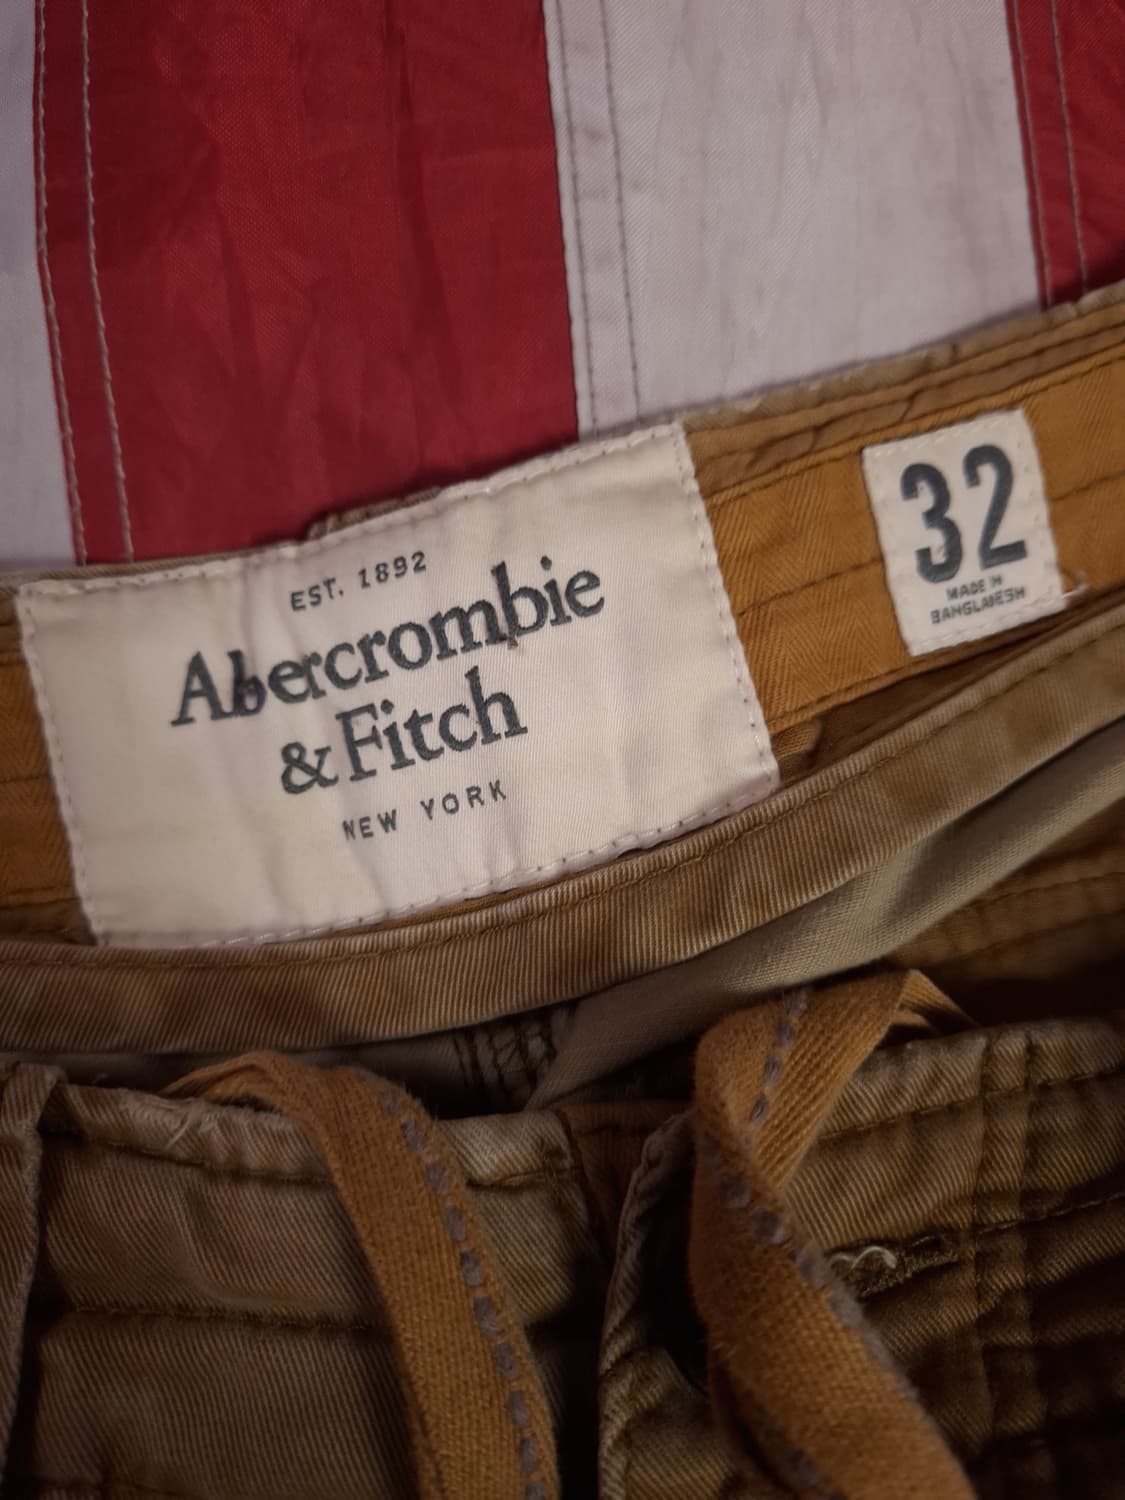 EST. 1892
Abercrombie
& Fitch
NEW YORK
32
MADE IN
BANGLADESH